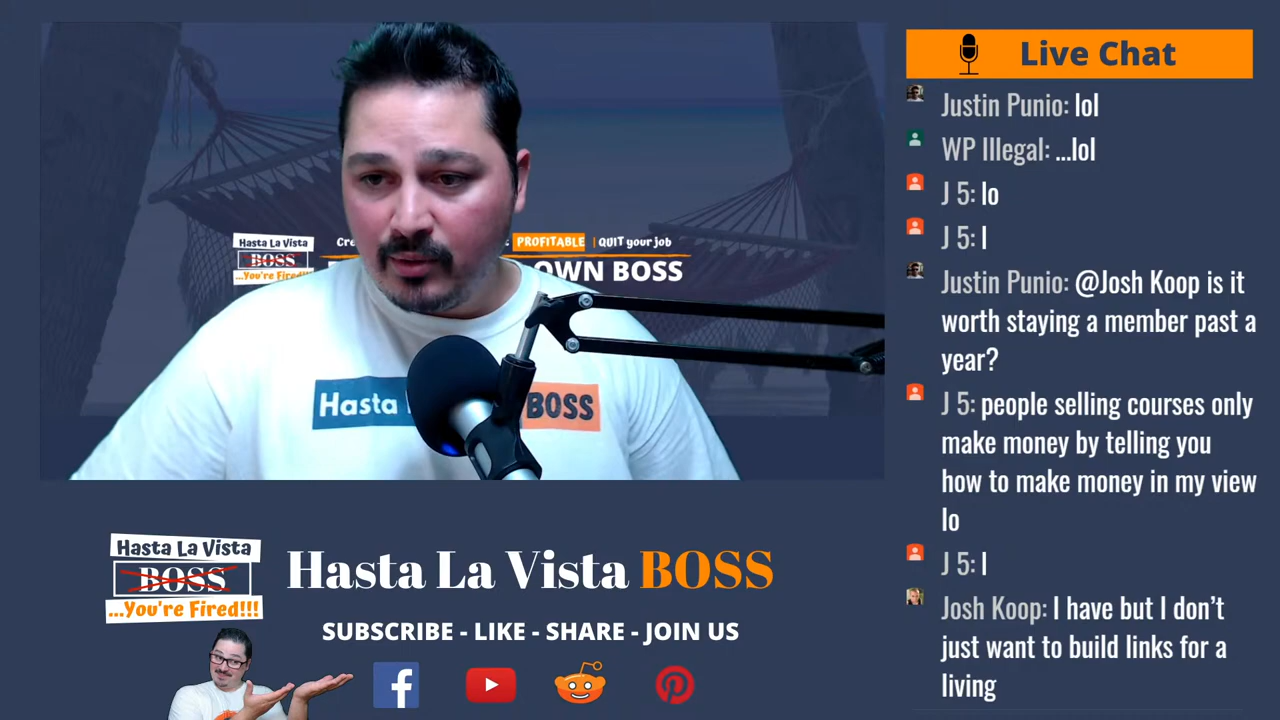 Hasta La Vista
BOSS
...You're Fired!!!
PROFITABLE | QUIT your job
OWN BOSS
Hasta
BOSS
Hasta La Vista
BOSS
...You're Fired!!!
Hasta La Vista BOSS
SUBSCRIBE - LIKE - SHARE - JOIN US
Live Chat
Justin Punio: lol
WP Illegal: ...lol
J 5: lo
J 5: l
Justin Punio: @Josh Koop is it
worth staying a member past a
year?
J 5: people selling courses only
make money by telling you
how to make money in my view
lo
J 5: l
Josh Koop: I have but I don’t
just want to build links for a
living